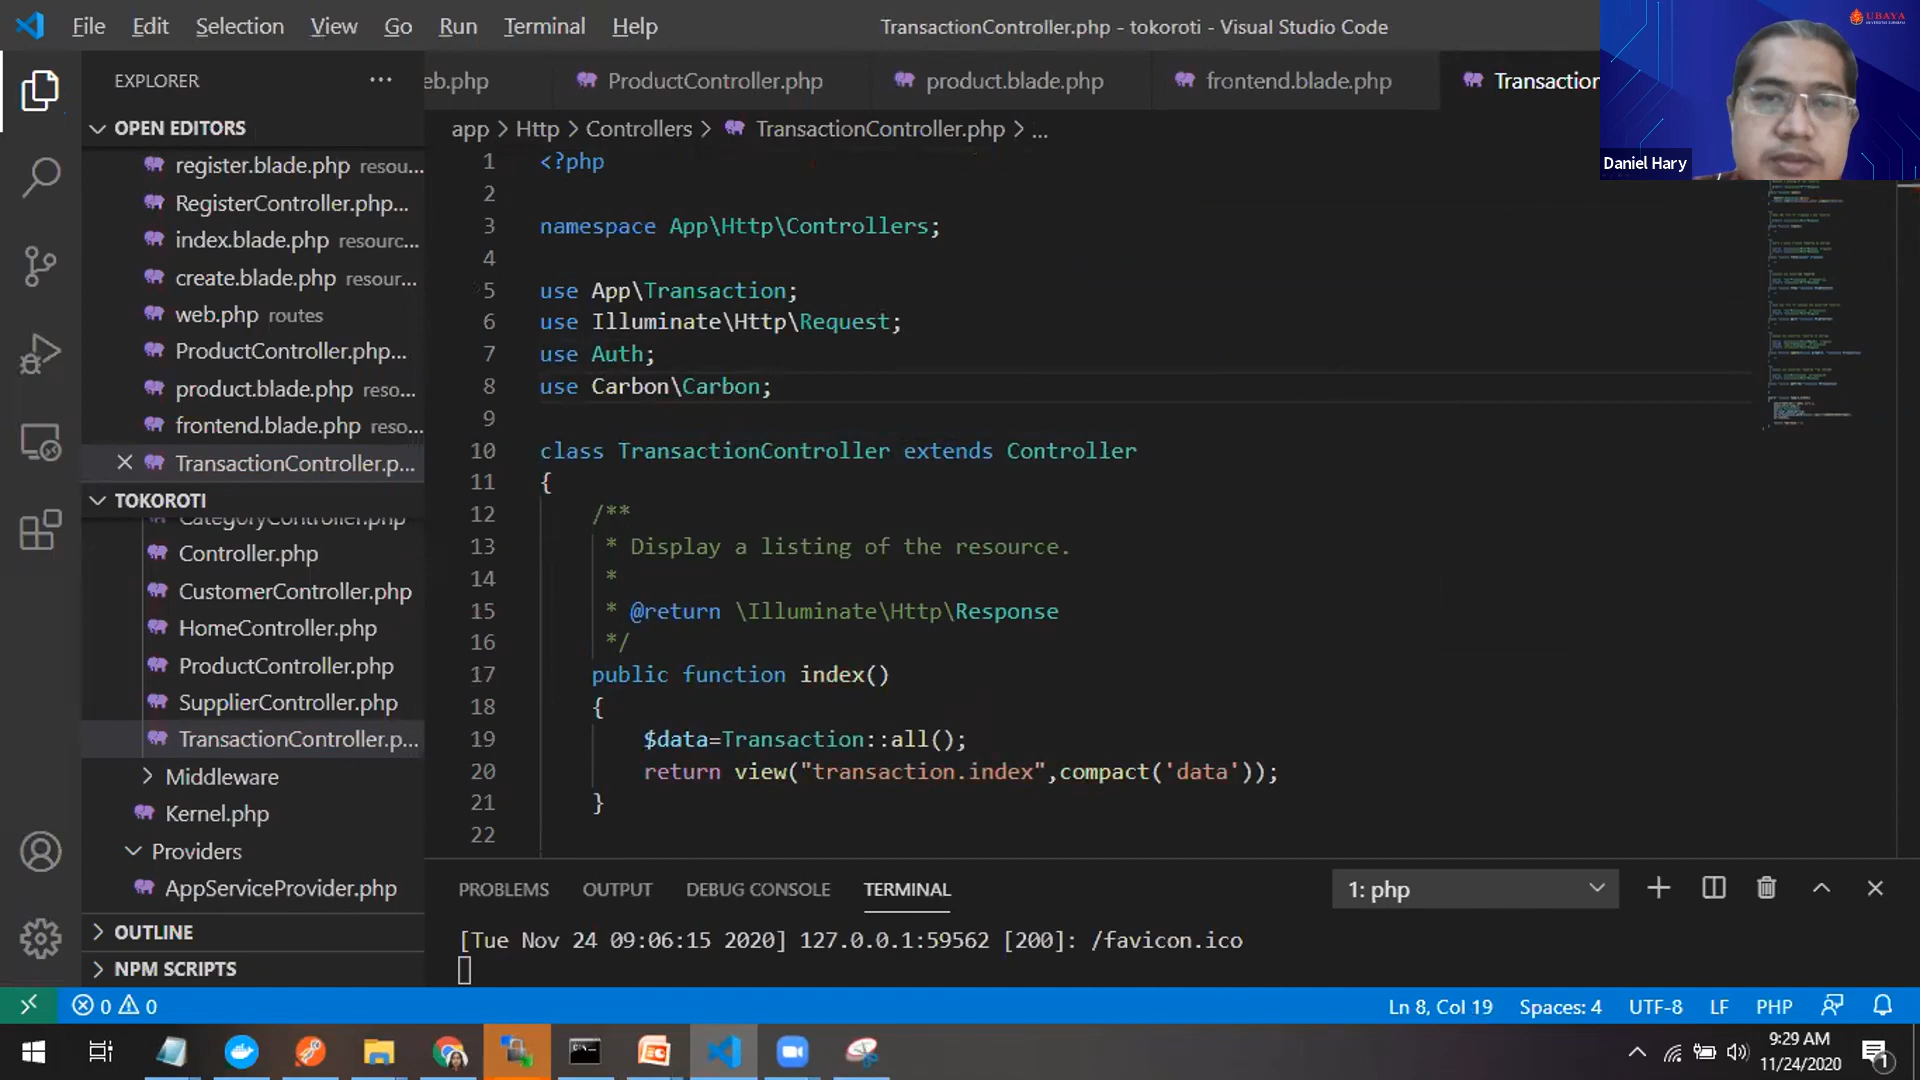 File Edit Selection View Go Run Terminal Help
TransactionController.php - tokoroti - Visual Studio Code
UBAYA
Daniel Hary
EXPLORER
eb.php
ProductController.php
product.blade.php
frontend.blade.php
Transaction
OPEN EDITORS
register.blade.php resou...
RegisterController.php...
index.blade.php resourc...
create.blade.php resour...
web.php routes
ProductController.php...
product.blade.php reso...
frontend.blade.php reso...
TransactionController.p...
TOKOROTI
CategoryController.php
Controller.php
CustomerController.php
HomeController.php
ProductController.php
SupplierController.php
TransactionController.p...
Middleware
Kernel.php
Providers
AppServiceProvider.php
OUTLINE
NPM SCRIPTS
app > Http > Controllers > TransactionController.php > ...
1 <?php
2
3 namespace App\Http\Controllers;
4
5 use App\Transaction;
6 use Illuminate\Http\Request;
7 use Auth;
8 use Carbon\Carbon;
9
10 class TransactionController extends Controller
11 {
12 /**
13 * Display a listing of the resource.
14 *
15 * @return \Illuminate\Http\Response
16 */
17 public function index()
18 {
19 $data=Transaction::all();
20 return view("transaction.index",compact('data'));
21 }
22
PROBLEMS OUTPUT DEBUG CONSOLE TERMINAL
1: php
[Tue Nov 24 09:06:15 2020] 127.0.0.1:59562 [200]: /favicon.ico
0 0
Ln 8, Col 19 Spaces: 4 UTF-8 LF PHP
9:29 AM
11/24/2020
1